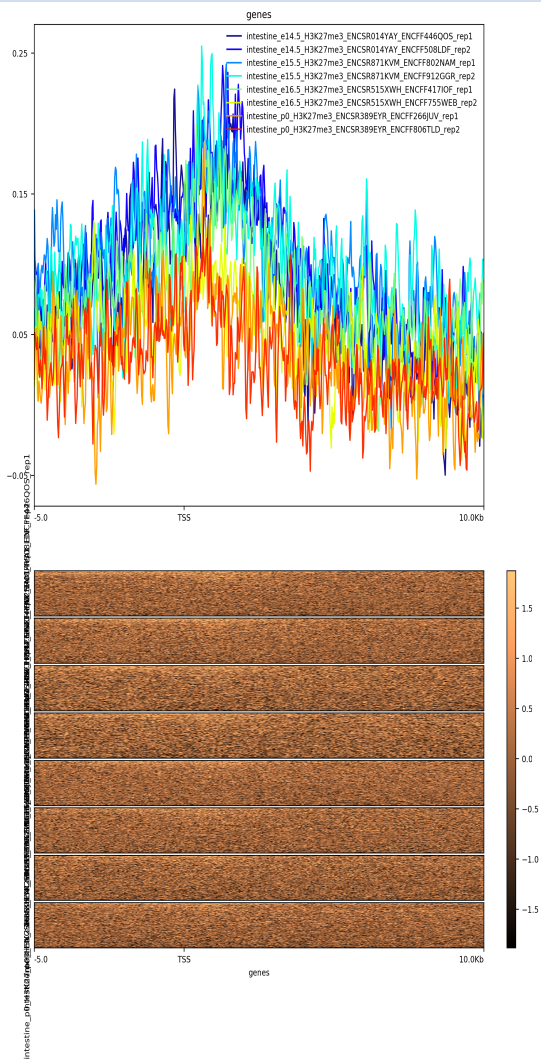 genes
intestine_e14.5_H3K27me3_ENCSR014YAY_ENCFF446QOS_rep1
intestine_e14.5_H3K27me3_ENCSR014YAY_ENCFF508LDF_rep2
intestine_e15.5_H3K27me3_ENCSR871KVM_ENCFF802NAM_rep1
intestine_e15.5_H3K27me3_ENCSR871KVM_ENCFF912GGR_rep2
intestine_e16.5_H3K27me3_ENCSR515XWH_ENCFF417IOF_rep1
intestine_e16.5_H3K27me3_ENCSR515XWH_ENCFF755WEB_rep2
intestine_p0_H3K27me3_ENCSR389EYR_ENCFF266JUV_rep1
intestine_p0_H3K27me3_ENCSR389EYR_ENCFF806TLD_rep2
0.25
0.15
0.05
-5.0
TSS
10.0Kb
1.5
1.0
0.5
0.0
−0.5
−1.0
−1.5
-5.0
TSS
10.0Kb
genes